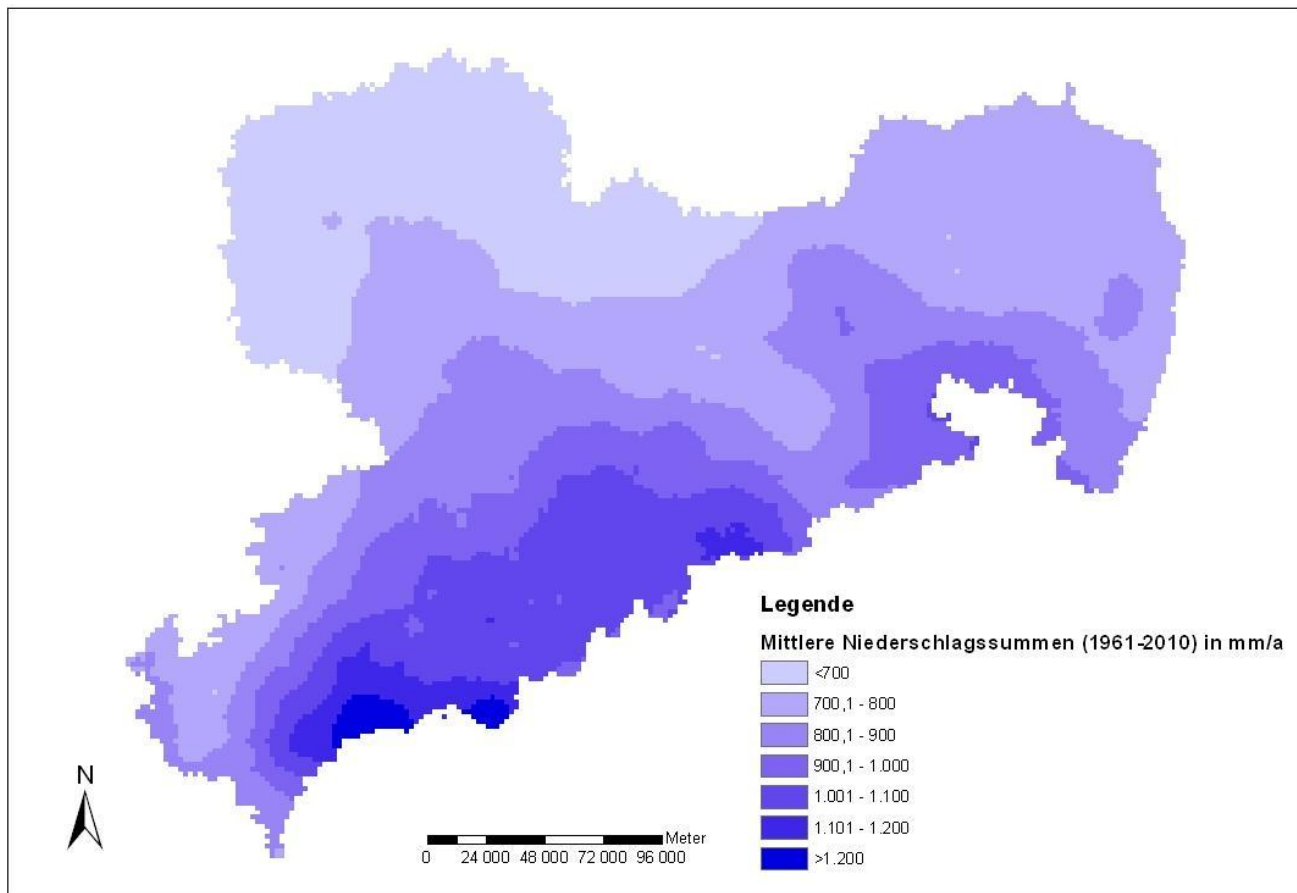 Legende
Mittlere Niederschlagssummen (1961-2010) in mm/a
<700
700,1 - 800
800,1 - 900
900,1 - 1.000
1.001 - 1.100
1.101 - 1.200
>1.200
N
Meter
0 24 000 48 000 72 000 96 000